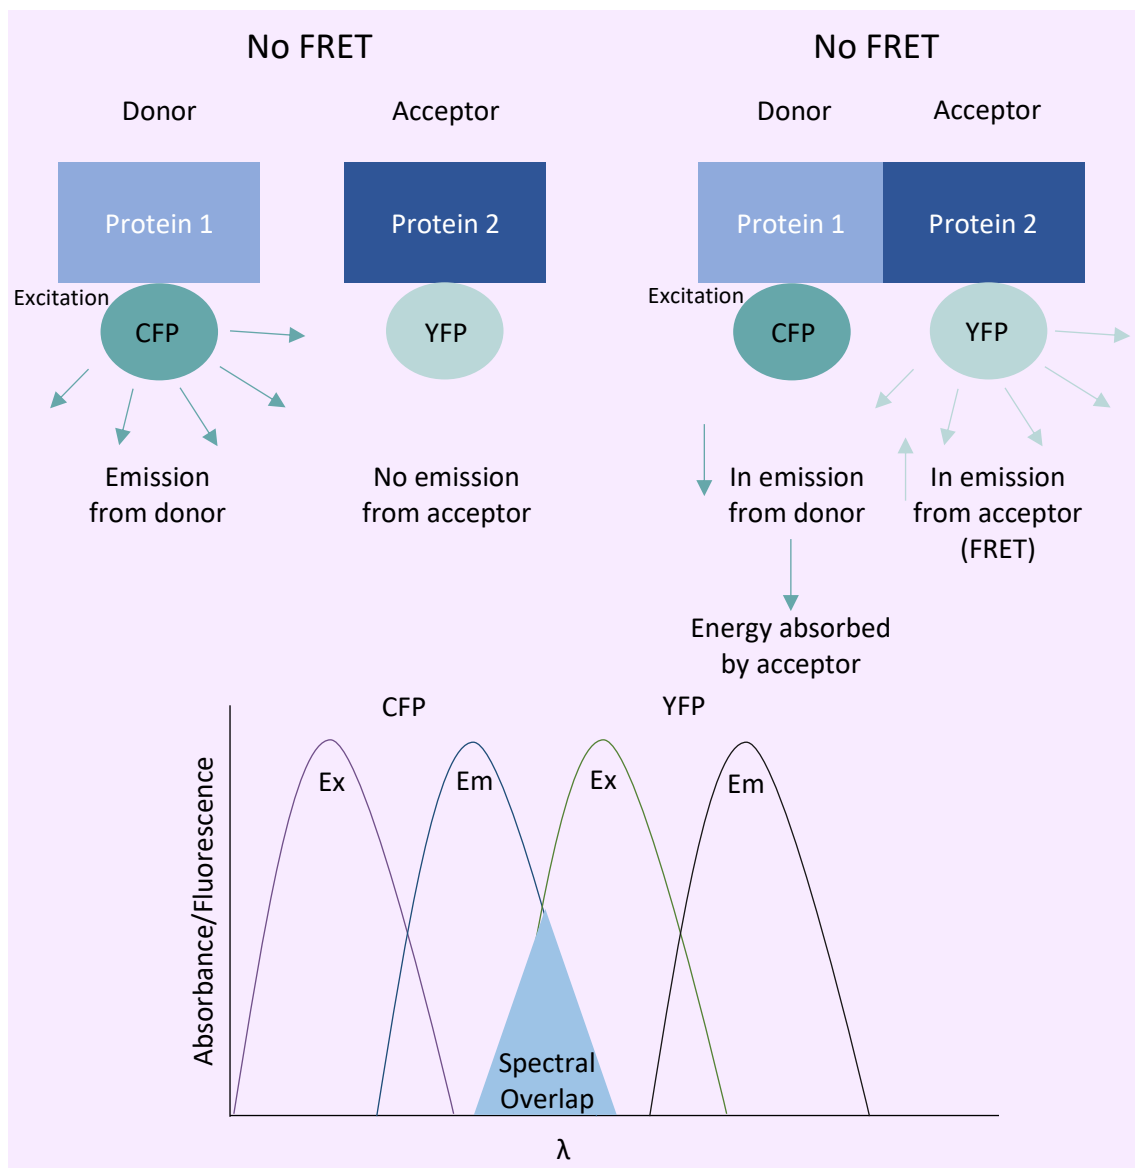 No FRET
No FRET
Donor
Acceptor
Donor
Acceptor
Protein 1
Protein 2
Protein 1
Protein 2
Excitation
Excitation
CFP
YFP
CFP
YFP
Emission
from donor
No emission
from acceptor
In emission
from donor
In emission
from acceptor
(FRET)
Energy absorbed
by acceptor
CFP
YFP
Ex
Em
Ex
Em
Absorbance/Fluorescence
Spectral
Overlap
λ